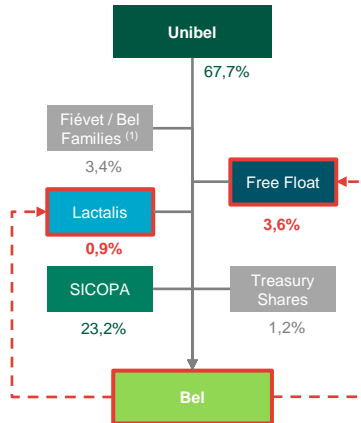 Unibel
67,7%
Fiévet / Bel
Families (1)
3,4%
Free Float
3,6%
Lactalis
0,9%
SICOPA
23,2%
Treasury
Shares
1,2%
Bel